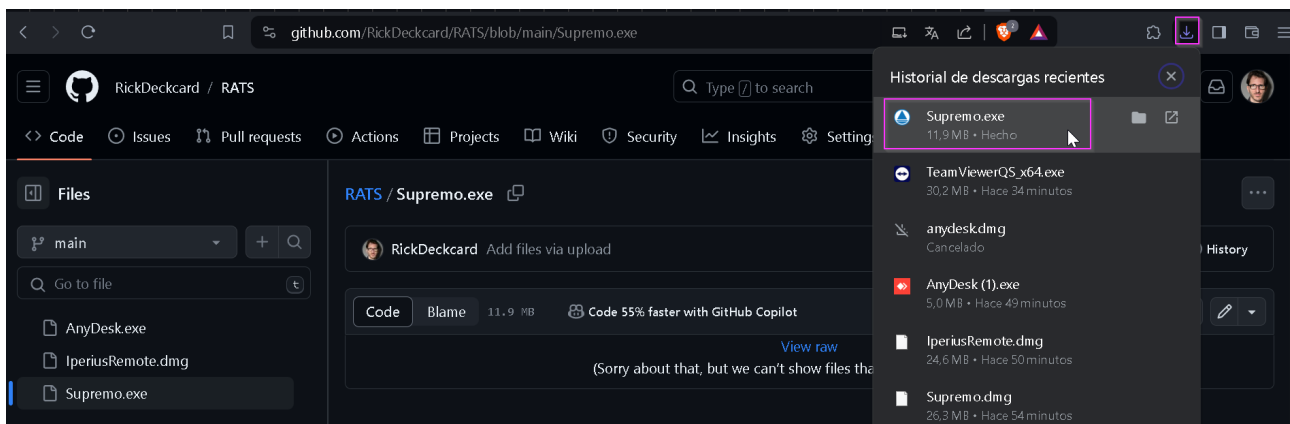 github.com/RickDeckcard/RATS/blob/main/Supremo.exe
2
RickDeckcard / RATS
Type / to search
Historial de descargas recientes
Code
Issues
Pull requests
Actions
Projects
Wiki
Security
Insights
Supremo.exe
11,9 MB • Hecho
TeamViewerQS_x64.exe
30,2 MB • Hace 34 minutos
anydesk.dmg
Cancelado
AnyDesk (1).exe
5,0 MB • Hace 49 minutos
IperiusRemote.dmg
24,6 MB • Hace 50 minutos
Supremo.dmg
26,3 MB • Hace 54 minutos
Files
main
Go to file
t
AnyDesk.exe
IperiusRemote.dmg
Supremo.exe
RATS / Supremo.exe
RickDeckcard Add files via upload
History
Code Blame 11.9 MB Code 55% faster with GitHub Copilot
View raw
(Sorry about that, but we can't show files